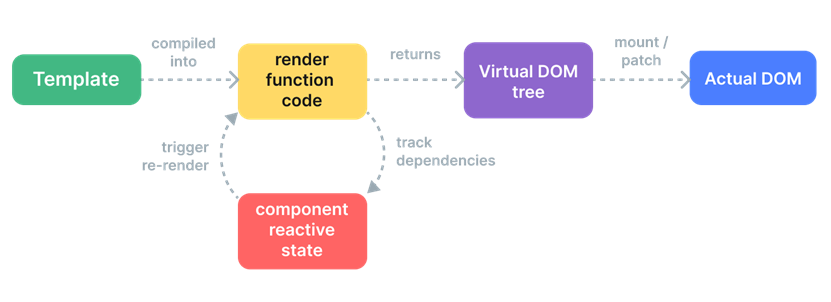 Template
compiled
into
render
function
code
returns
Virtual DOM
tree
mount /
patch
Actual DOM
trigger
re-render
track
dependencies
component
reactive
state